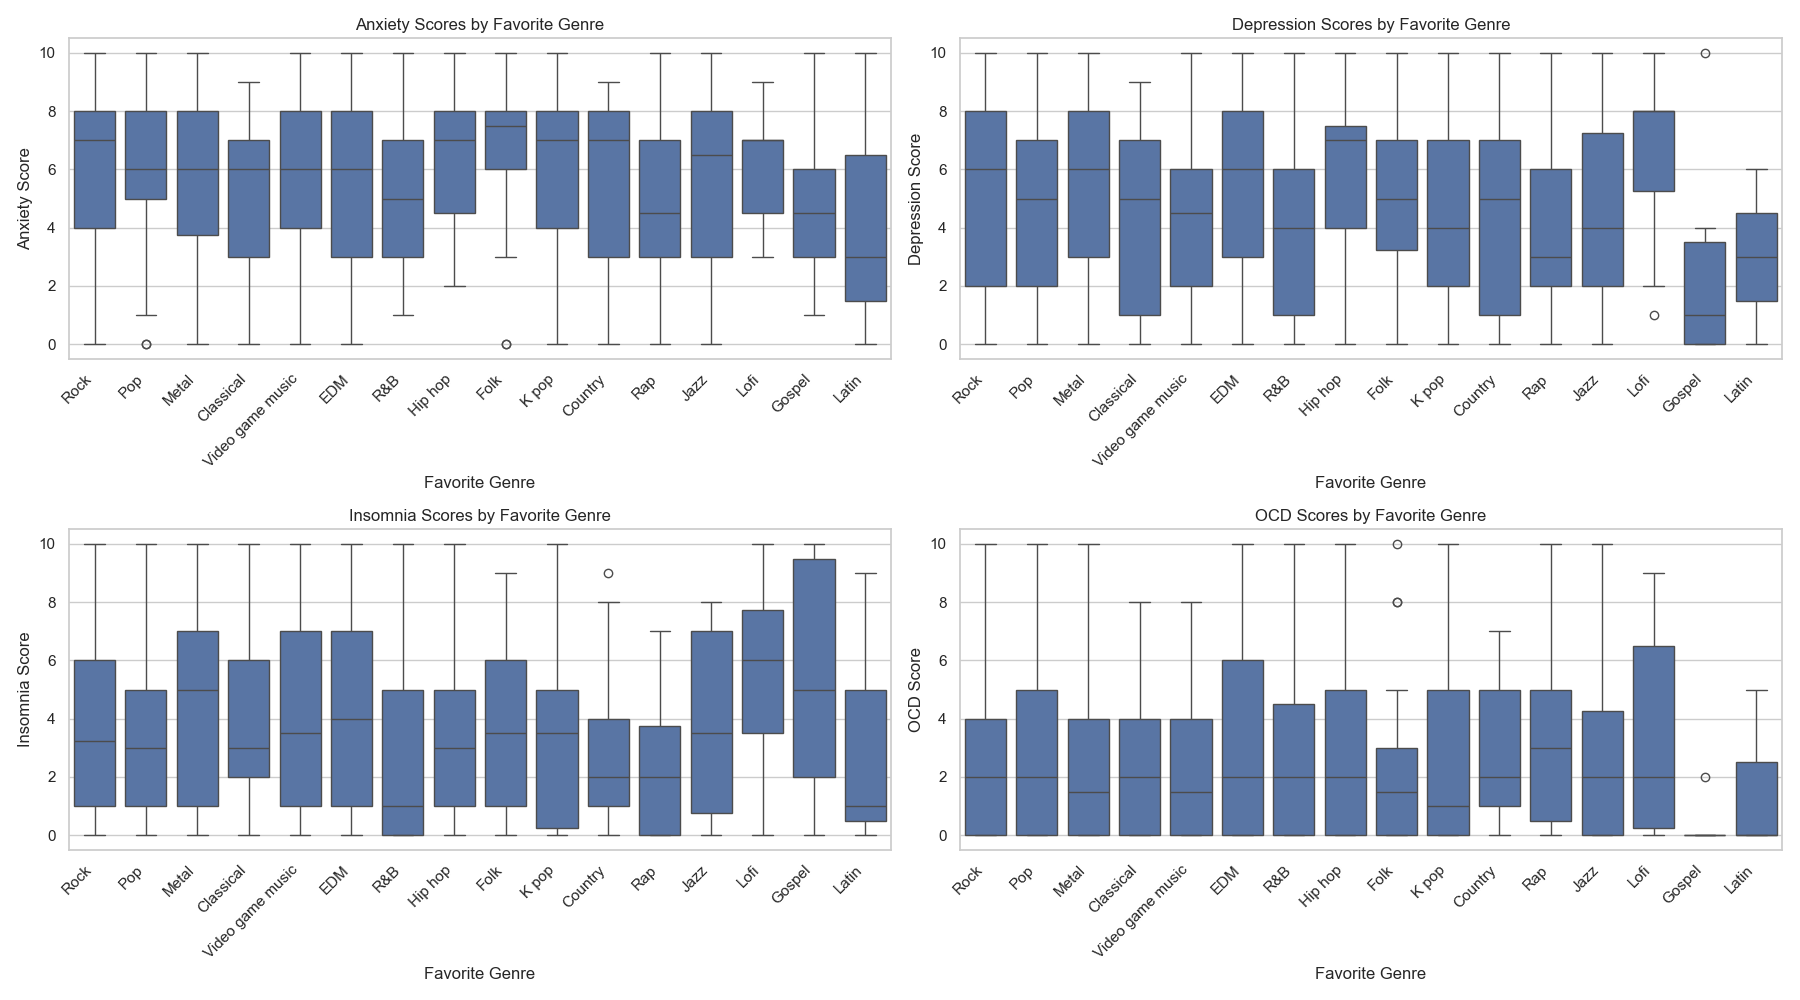 Anxiety Scores by Favorite Genre
Anxiety Score
10
8
6
4
2
0
Rock
Pop
Metal
Classical
Video game music
EDM
R&B
Hip hop
Folk
K pop
Country
Rap
Jazz
Lofi
Gospel
Latin
Favorite Genre
Depression Scores by Favorite Genre
Depression Score
10
8
6
4
2
0
Rock
Pop
Metal
Classical
Video game music
EDM
R&B
Hip hop
Folk
K pop
Country
Rap
Jazz
Lofi
Gospel
Latin
Favorite Genre
Insomnia Scores by Favorite Genre
Insomnia Score
10
8
6
4
2
0
Rock
Pop
Metal
Classical
Video game music
EDM
R&B
Hip hop
Folk
K pop
Country
Rap
Jazz
Lofi
Gospel
Latin
Favorite Genre
OCD Scores by Favorite Genre
OCD Score
10
8
6
4
2
0
Rock
Pop
Metal
Classical
Video game music
EDM
R&B
Hip hop
Folk
K pop
Country
Rap
Jazz
Lofi
Gospel
Latin
Favorite Genre